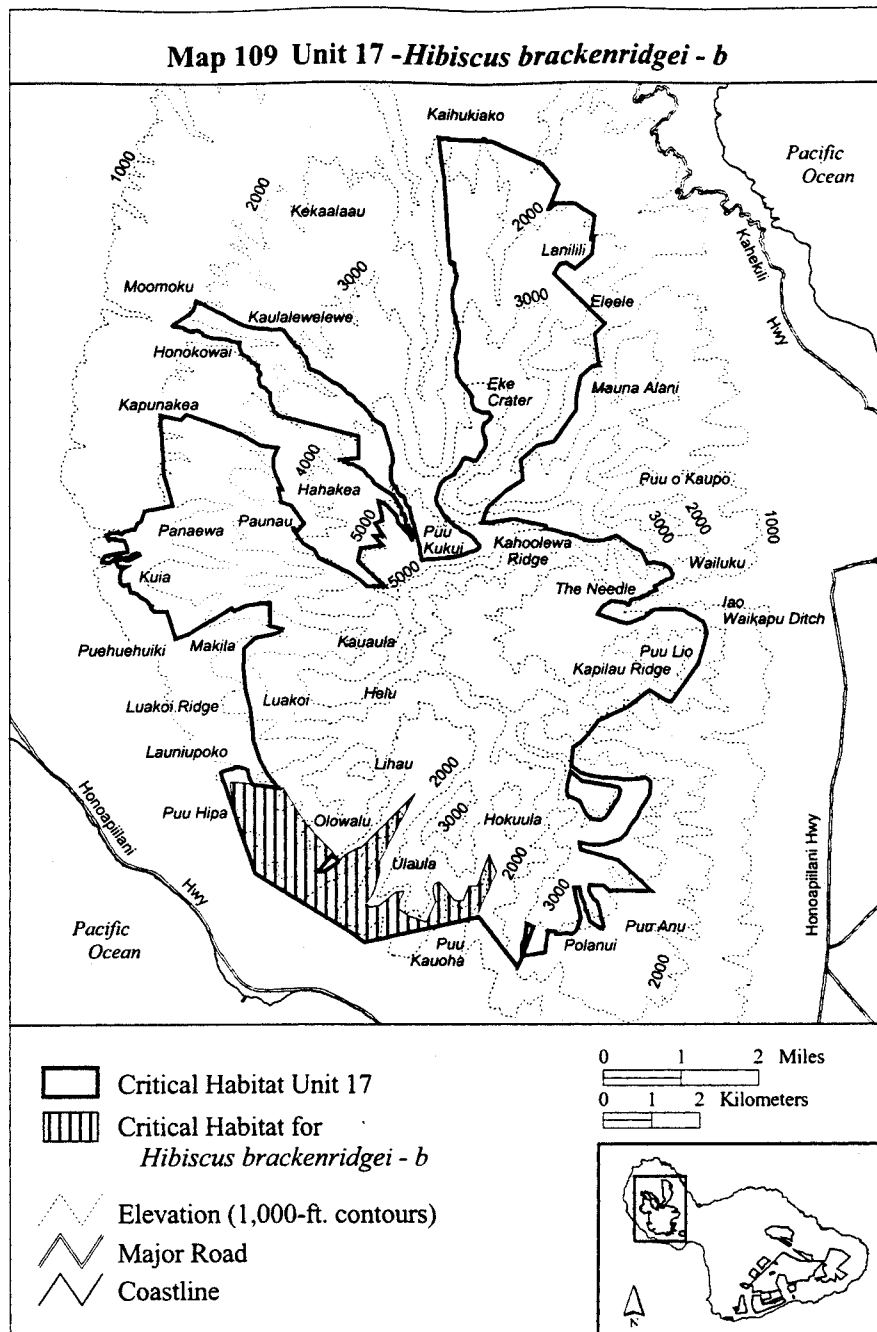 Map 109 Unit 17 -Hibiscus brackenridgei - b
Kaihukiako
Pacific
Ocean
1000
2000
Kekaalaau
2000
Kahekili
Hwy
Lanilili
3000
3000
Eleele
Moomoku
Kaulalewelewe
Honokowai
Eke
Crater
Mauna Alani
Kapunakea
4000
Hahakea
Puu o Kaupo
Panaewa
Paunau
5000
Puu
Kukui
Kahoolewa
Ridge
3000
2000
1000
Wailuku
Kuia
5000
The Needle
Iao
Waikapu Ditch
Puehuehuiki
Makila
Kauaula
Puu Lio
Kapilau Ridge
Luakoi Ridge
Luakoi
Helu
Launiupoko
Lihau
2000
Honoapiilani
Hwy
Puu Hipa
Olowalu
3000
Hokuula
Ulaula
2000
Honoapiilani Hwy
3000
Pacific
Ocean
Puu
Kauoha
Polanui
Puu Anu
2000
Critical Habitat Unit 17
Critical Habitat for
Hibiscus brackenridgei - b
Elevation (1,000-ft. contours)
Major Road
Coastline
0 1 2 Miles
0 1 2 Kilometers
N